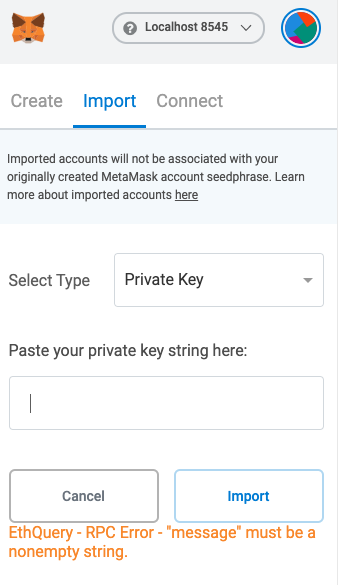 Localhost 8545
Create Import Connect
Imported accounts will not be associated with your
originally created MetaMask account seedphrase. Learn
more about imported accounts here
Select Type Private Key
Paste your private key string here:
Cancel Import
EthQuery - RPC Error - "message" must be a
nonempty string.